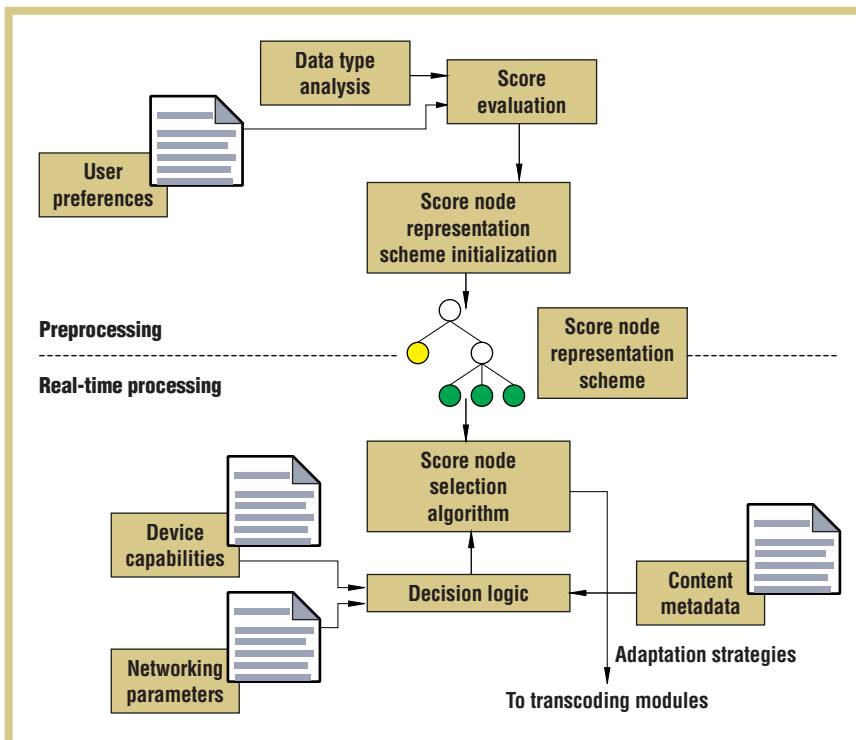 Data type
analysis
Score
evaluation
User
preferences
Score node
representation
scheme initialization
Preprocessing
Score node
representation
scheme
Real-time processing
Score node
selection
algorithm
Device
capabilities
Decision logic
Content
metadata
Networking
parameters
Adaptation strategies
To transcoding modules